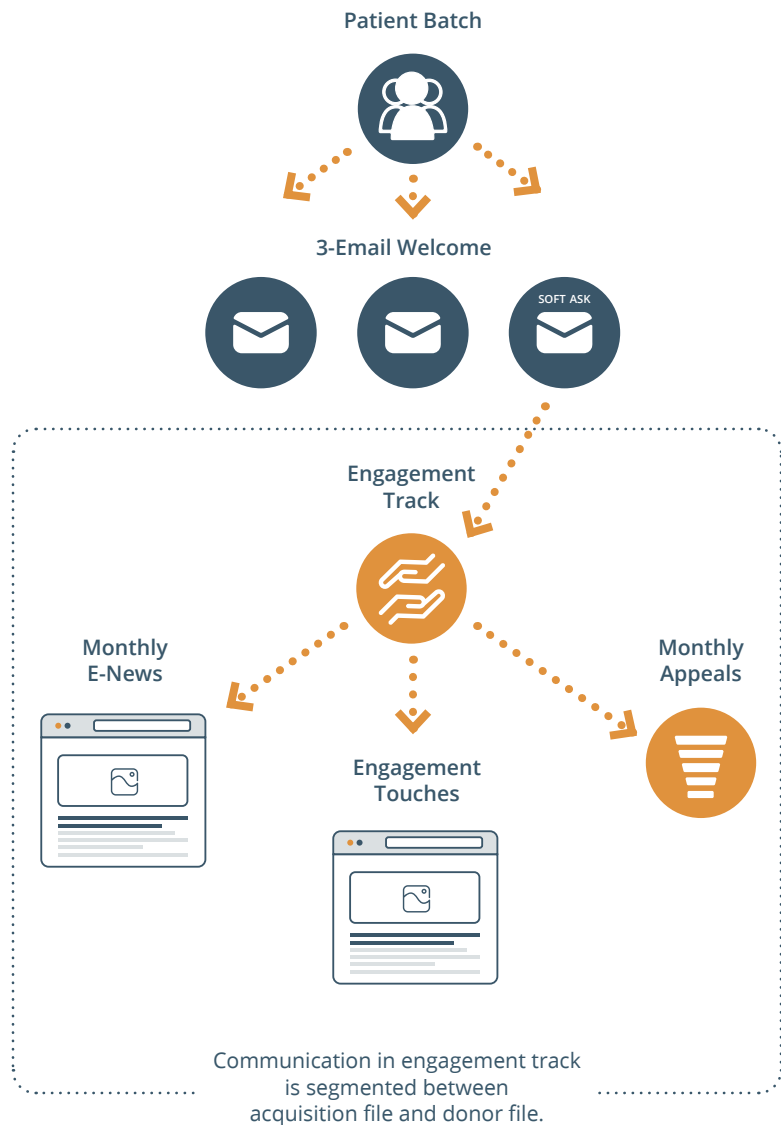 Patient Batch
3-Email Welcome
SOFT ASK
Engagement
Track
Monthly
E-News
Monthly
Appeals
Engagement
Touches
Communication in engagement track
is segmented between
acquisition file and donor file.